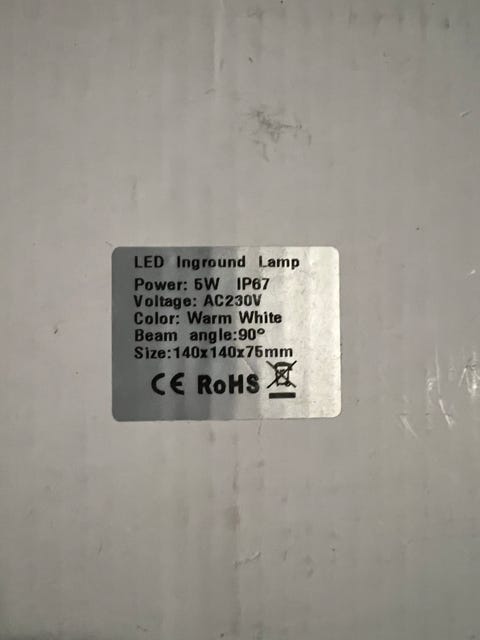 LED Inground Lamp
Power: 5W IP67
Voltage: AC230V
Color: Warm White
Beam angle:90°
Size:140x140x75mm
CE RoHS